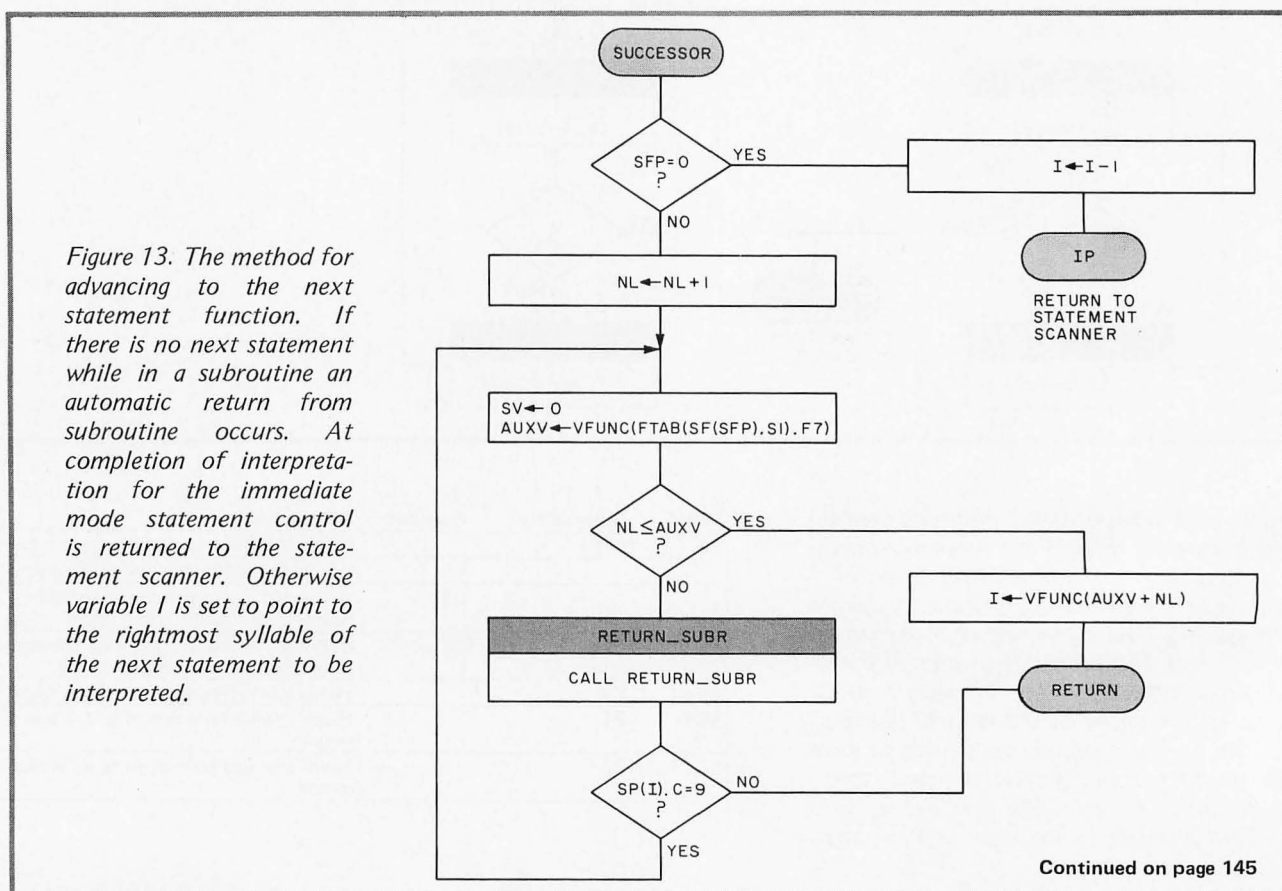 SUCCESSOR
SFP=0
?
YES
NO
I←I-1
IP
RETURN TO
STATEMENT
SCANNER
NL←NL+1
SV←0
AUXV←VFUNC(FTAB(SF(SFP).SI).F7)
NL≤AUXV
?
YES
NO
I←VFUNC(AUXV+NL)
RETURN_SUBR
CALL RETURN_SUBR
RETURN
SP(I).C=9
?
NO
YES
Figure 13. The method for
advancing to the next
statement function. If
there is no next statement
while in a subroutine an
automatic return from
subroutine occurs. At
completion of interpreta-
tion for the immediate
mode statement control
is returned to the state-
ment scanner. Otherwise
variable I is set to point to
the rightmost syllable of
the next statement to be
interpreted.
Continued on page 145